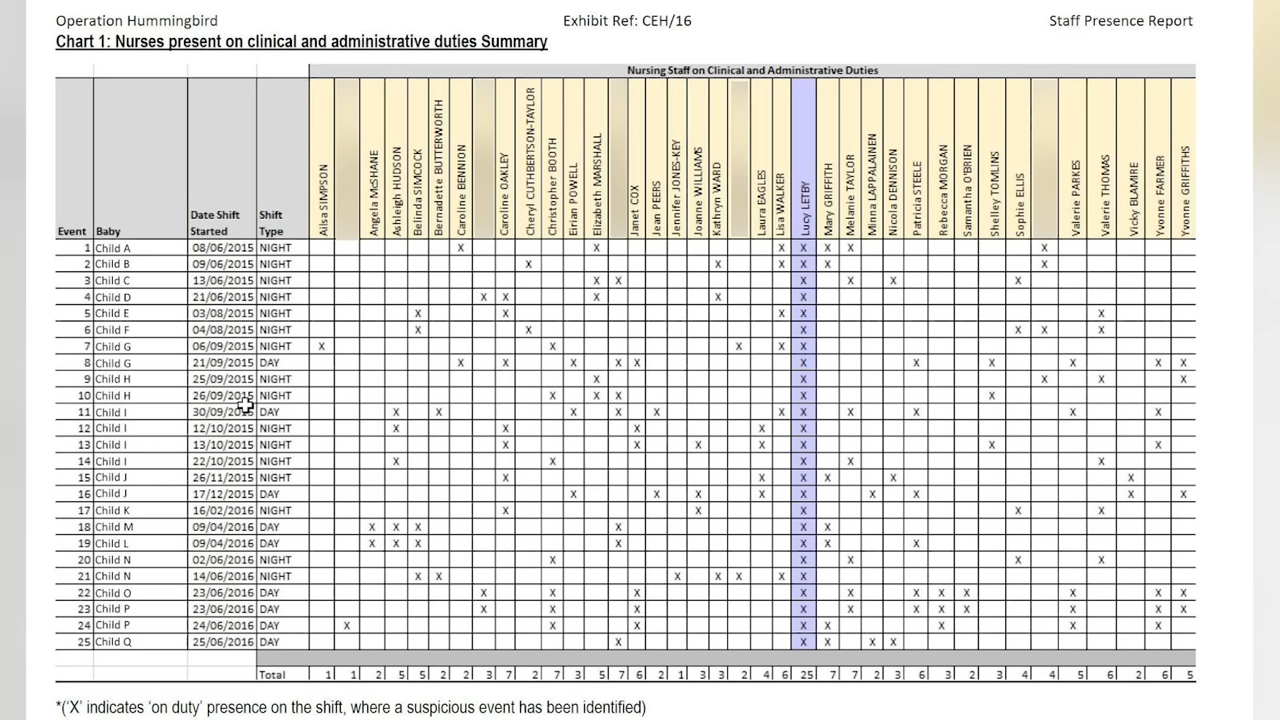 Operation Hummingbird Exhibit Ref: CEH/16 Staff Presence Report
Chart 1: Nurses present on clinical and administrative duties Summary
Nursing Staff on Clinical and Administrative Duties
Event Baby Date Shift Started Shift Type Ailsa SIMPSON Angela McSHANE Ashleigh HUDSON Belinda SIMCOCK Bernadette BUTTERWORTH Caroline BENNION Caroline OAKLEY Cheryl CUTHBERTSON-TAYLOR Christopher BOOTH Eirian POWELL Elizabeth MARSHALL Janet COX Jean PEERS Jennifer JONES-KEY Joanne WILLIAMS Kathryn WARD Laura EAGLES Lisa WALKER Lucy LETBY Mary GRIFFITH Melanie TAYLOR Minna LAPPALAINEN Nicola DENNISON Patricia STEELE Rebecca MORGAN Samantha O'BRIEN Shelley TOMLINS Sophie ELLIS Valerie PARKES Valerie THOMAS Vicky BLAMIRE Yvonne FARMER Yvonne GRIFFITHS
1 Child A 08/06/2015 NIGHT X X X X X X X
2 Child B 09/06/2015 NIGHT X X X X X X
3 Child C 13/06/2015 NIGHT X X X X X X
4 Child D 21/06/2015 NIGHT X X X X X
5 Child E 03/08/2015 NIGHT X X X X X
6 Child F 04/08/2015 NIGHT X X X X X X
7 Child G 06/09/2015 NIGHT X X X X X
8 Child G 21/09/2015 DAY X X X X X X X X X X X
9 Child H 25/09/2015 NIGHT X X X X X
10 Child H 26/09/2015 NIGHT X X X X X
11 Child I 30/09/2015 DAY X X X X X X X X X X X
12 Child I 12/10/2015 NIGHT X X X X X
13 Child I 13/10/2015 NIGHT X X X X X X X
14 Child I 22/10/2015 NIGHT X X X X X
15 Child J 26/11/2015 NIGHT X X X X X X
16 Child J 17/12/2015 DAY X X X X X X X X X
17 Child K 16/02/2016 NIGHT X X X X X
18 Child M 09/04/2016 DAY X X X X X X
19 Child L 09/04/2016 DAY X X X X X X X
20 Child N 02/06/2016 NIGHT X X X X X
21 Child N 14/06/2016 NIGHT X X X X X X X
22 Child O 23/06/2016 DAY X X X X X X X X X X X
23 Child P 23/06/2016 DAY X X X X X X X X X X X
24 Child P 24/06/2016 DAY X X X X X X X X
25 Child Q 25/06/2016 DAY X X X X X
Total 1 1 2 5 5 2 2 3 7 2 7 3 5 7 6 2 1 3 3 2 4 6 25 7 7 2 3 4 3 2 3 4 5 5 6 2 6 5
*('X' indicates 'on duty' presence on the shift, where a suspicious event has been identified)